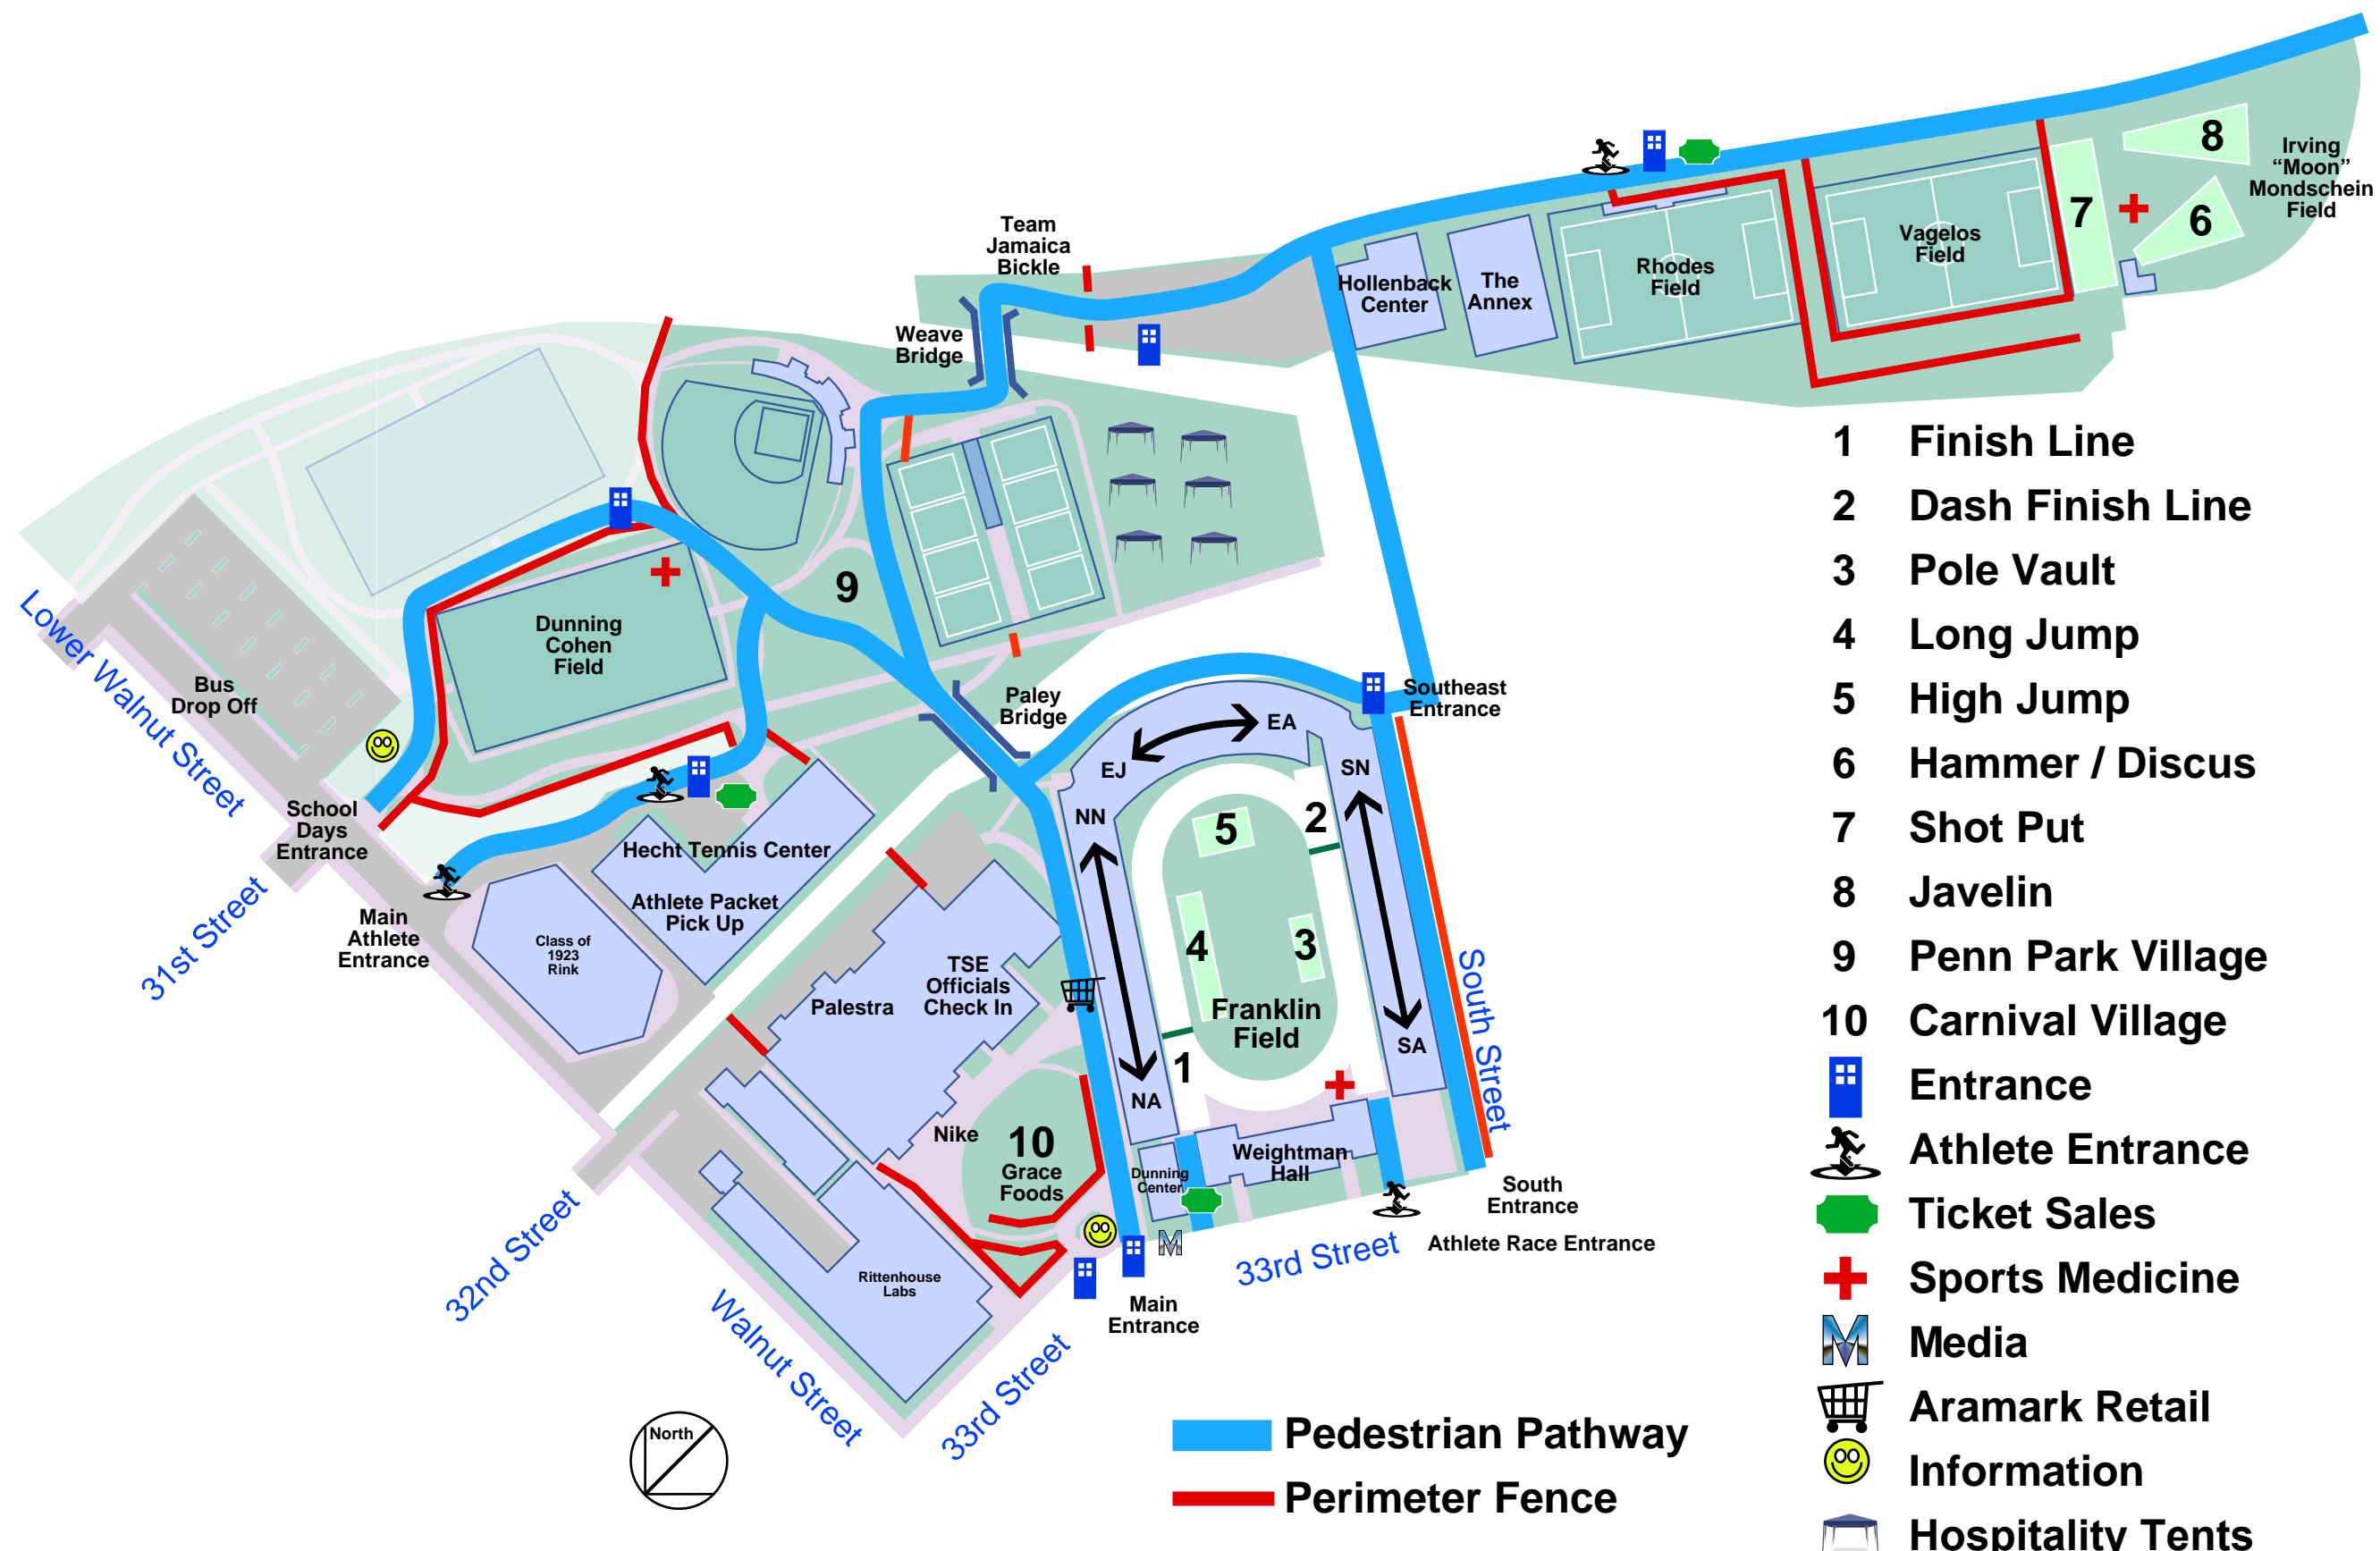 8
Irving
“Moon”
Mondschein
Field
7
6
Vagelos
Field
Team
Jamaica
Bickle
Rhodes
Field
Hollenback
Center
The
Annex
Weave
Bridge
9
Dunning
Cohen
Field
Lower Walnut Street
Bus
Drop Off
Paley
Bridge
Southeast
Entrance
EA
EJ
SN
NN
2
5
School
Days
Entrance
Hecht Tennis Center
Athlete Packet
Pick Up
31st Street
Main
Athlete
Entrance
Class of
1923
Rink
TSE
Officials
Check In
Palestra
4
3
Franklin
Field
South Street
1
SA
NA
Nike
10
Grace
Foods
Dunning
Center
Weightman
Hall
32nd Street
South
Entrance
Athlete Race Entrance
33rd Street
Rittenhouse
Labs
Main
Entrance
Walnut Street
33rd Street
North
Pedestrian Pathway
Perimeter Fence
1 Finish Line
2 Dash Finish Line
3 Pole Vault
4 Long Jump
5 High Jump
6 Hammer / Discus
7 Shot Put
8 Javelin
9 Penn Park Village
10 Carnival Village
Entrance
Athlete Entrance
Ticket Sales
Sports Medicine
M Media
Aramark Retail
Information
Hospitality Tents
M